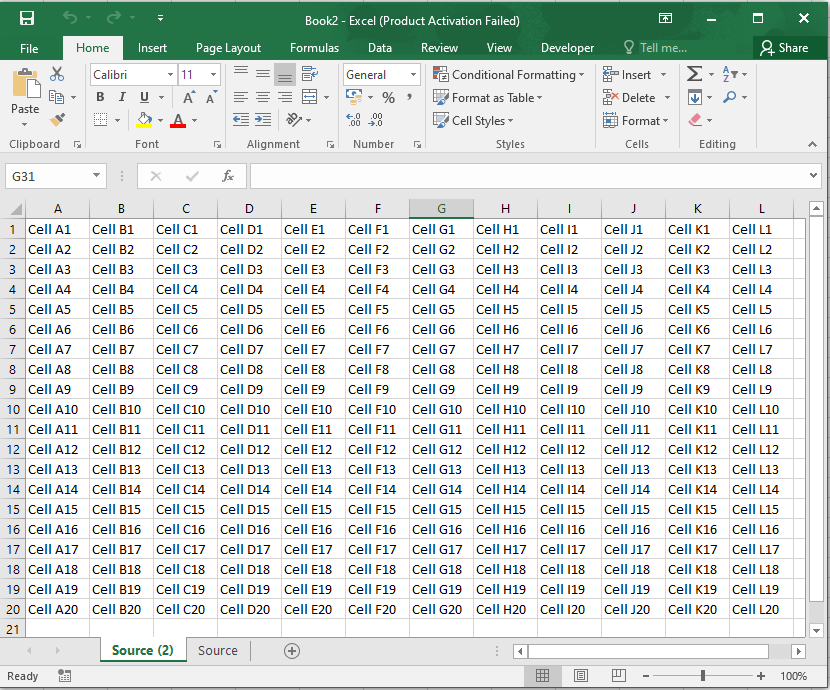 Book2 - Excel (Product Activation Failed)
File Home Insert Page Layout Formulas Data Review View Developer Tell me... Share
Calibri 11 General Conditional Formatting Insert
Paste B I U % , Format as Table Delete
A A Cell Styles Format
Clipboard Font Alignment Number Styles Cells Editing
G31 fx
A B C D E F G H I J K L
1 Cell A1 Cell B1 Cell C1 Cell D1 Cell E1 Cell F1 Cell G1 Cell H1 Cell I1 Cell J1 Cell K1 Cell L1
2 Cell A2 Cell B2 Cell C2 Cell D2 Cell E2 Cell F2 Cell G2 Cell H2 Cell I2 Cell J2 Cell K2 Cell L2
3 Cell A3 Cell B3 Cell C3 Cell D3 Cell E3 Cell F3 Cell G3 Cell H3 Cell I3 Cell J3 Cell K3 Cell L3
4 Cell A4 Cell B4 Cell C4 Cell D4 Cell E4 Cell F4 Cell G4 Cell H4 Cell I4 Cell J4 Cell K4 Cell L4
5 Cell A5 Cell B5 Cell C5 Cell D5 Cell E5 Cell F5 Cell G5 Cell H5 Cell I5 Cell J5 Cell K5 Cell L5
6 Cell A6 Cell B6 Cell C6 Cell D6 Cell E6 Cell F6 Cell G6 Cell H6 Cell I6 Cell J6 Cell K6 Cell L6
7 Cell A7 Cell B7 Cell C7 Cell D7 Cell E7 Cell F7 Cell G7 Cell H7 Cell I7 Cell J7 Cell K7 Cell L7
8 Cell A8 Cell B8 Cell C8 Cell D8 Cell E8 Cell F8 Cell G8 Cell H8 Cell I8 Cell J8 Cell K8 Cell L8
9 Cell A9 Cell B9 Cell C9 Cell D9 Cell E9 Cell F9 Cell G9 Cell H9 Cell I9 Cell J9 Cell K9 Cell L9
10 Cell A10 Cell B10 Cell C10 Cell D10 Cell E10 Cell F10 Cell G10 Cell H10 Cell I10 Cell J10 Cell K10 Cell L10
11 Cell A11 Cell B11 Cell C11 Cell D11 Cell E11 Cell F11 Cell G11 Cell H11 Cell I11 Cell J11 Cell K11 Cell L11
12 Cell A12 Cell B12 Cell C12 Cell D12 Cell E12 Cell F12 Cell G12 Cell H12 Cell I12 Cell J12 Cell K12 Cell L12
13 Cell A13 Cell B13 Cell C13 Cell D13 Cell E13 Cell F13 Cell G13 Cell H13 Cell I13 Cell J13 Cell K13 Cell L13
14 Cell A14 Cell B14 Cell C14 Cell D14 Cell E14 Cell F14 Cell G14 Cell H14 Cell I14 Cell J14 Cell K14 Cell L14
15 Cell A15 Cell B15 Cell C15 Cell D15 Cell E15 Cell F15 Cell G15 Cell H15 Cell I15 Cell J15 Cell K15 Cell L15
16 Cell A16 Cell B16 Cell C16 Cell D16 Cell E16 Cell F16 Cell G16 Cell H16 Cell I16 Cell J16 Cell K16 Cell L16
17 Cell A17 Cell B17 Cell C17 Cell D17 Cell E17 Cell F17 Cell G17 Cell H17 Cell I17 Cell J17 Cell K17 Cell L17
18 Cell A18 Cell B18 Cell C18 Cell D18 Cell E18 Cell F18 Cell G18 Cell H18 Cell I18 Cell J18 Cell K18 Cell L18
19 Cell A19 Cell B19 Cell C19 Cell D19 Cell E19 Cell F19 Cell G19 Cell H19 Cell I19 Cell J19 Cell K19 Cell L19
20 Cell A20 Cell B20 Cell C20 Cell D20 Cell E20 Cell F20 Cell G20 Cell H20 Cell I20 Cell J20 Cell K20 Cell L20
21
Source (2) Source
Ready 100%